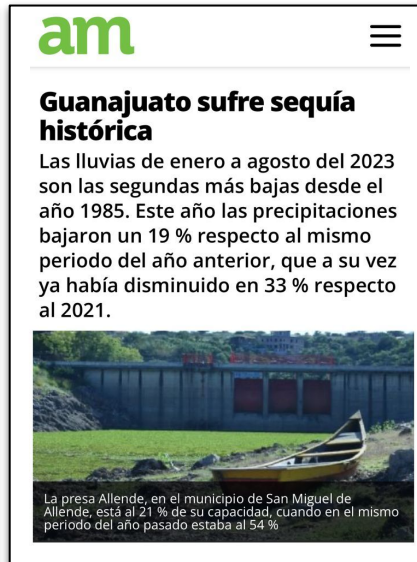 am
Guanajuato sufre sequía
histórica
Las lluvias de enero a agosto del 2023
son las segundas más bajas desde el
año 1985. Este año las precipitaciones
bajaron un 19 % respecto al mismo
periodo del año anterior, que a su vez
ya había disminuido en 33 % respecto
al 2021.
La presa Allende, en el municipio de San Miguel de
Allende, está al 21 % de su capacidad, cuando en el mismo
periodo del año pasado estaba al 54 %